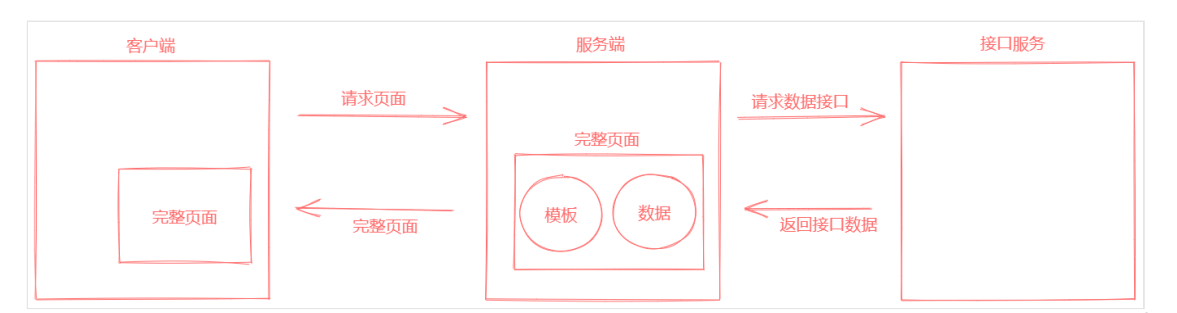 客户端
服务端
接口服务
请求页面
请求数据接口
完整页面
模板
数据
完整页面
完整页面
返回接口数据